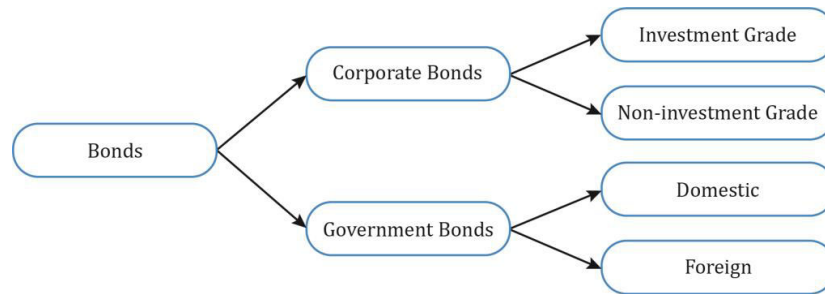 Bonds
Corporate Bonds
Investment Grade
Non-investment Grade
Government Bonds
Domestic
Foreign